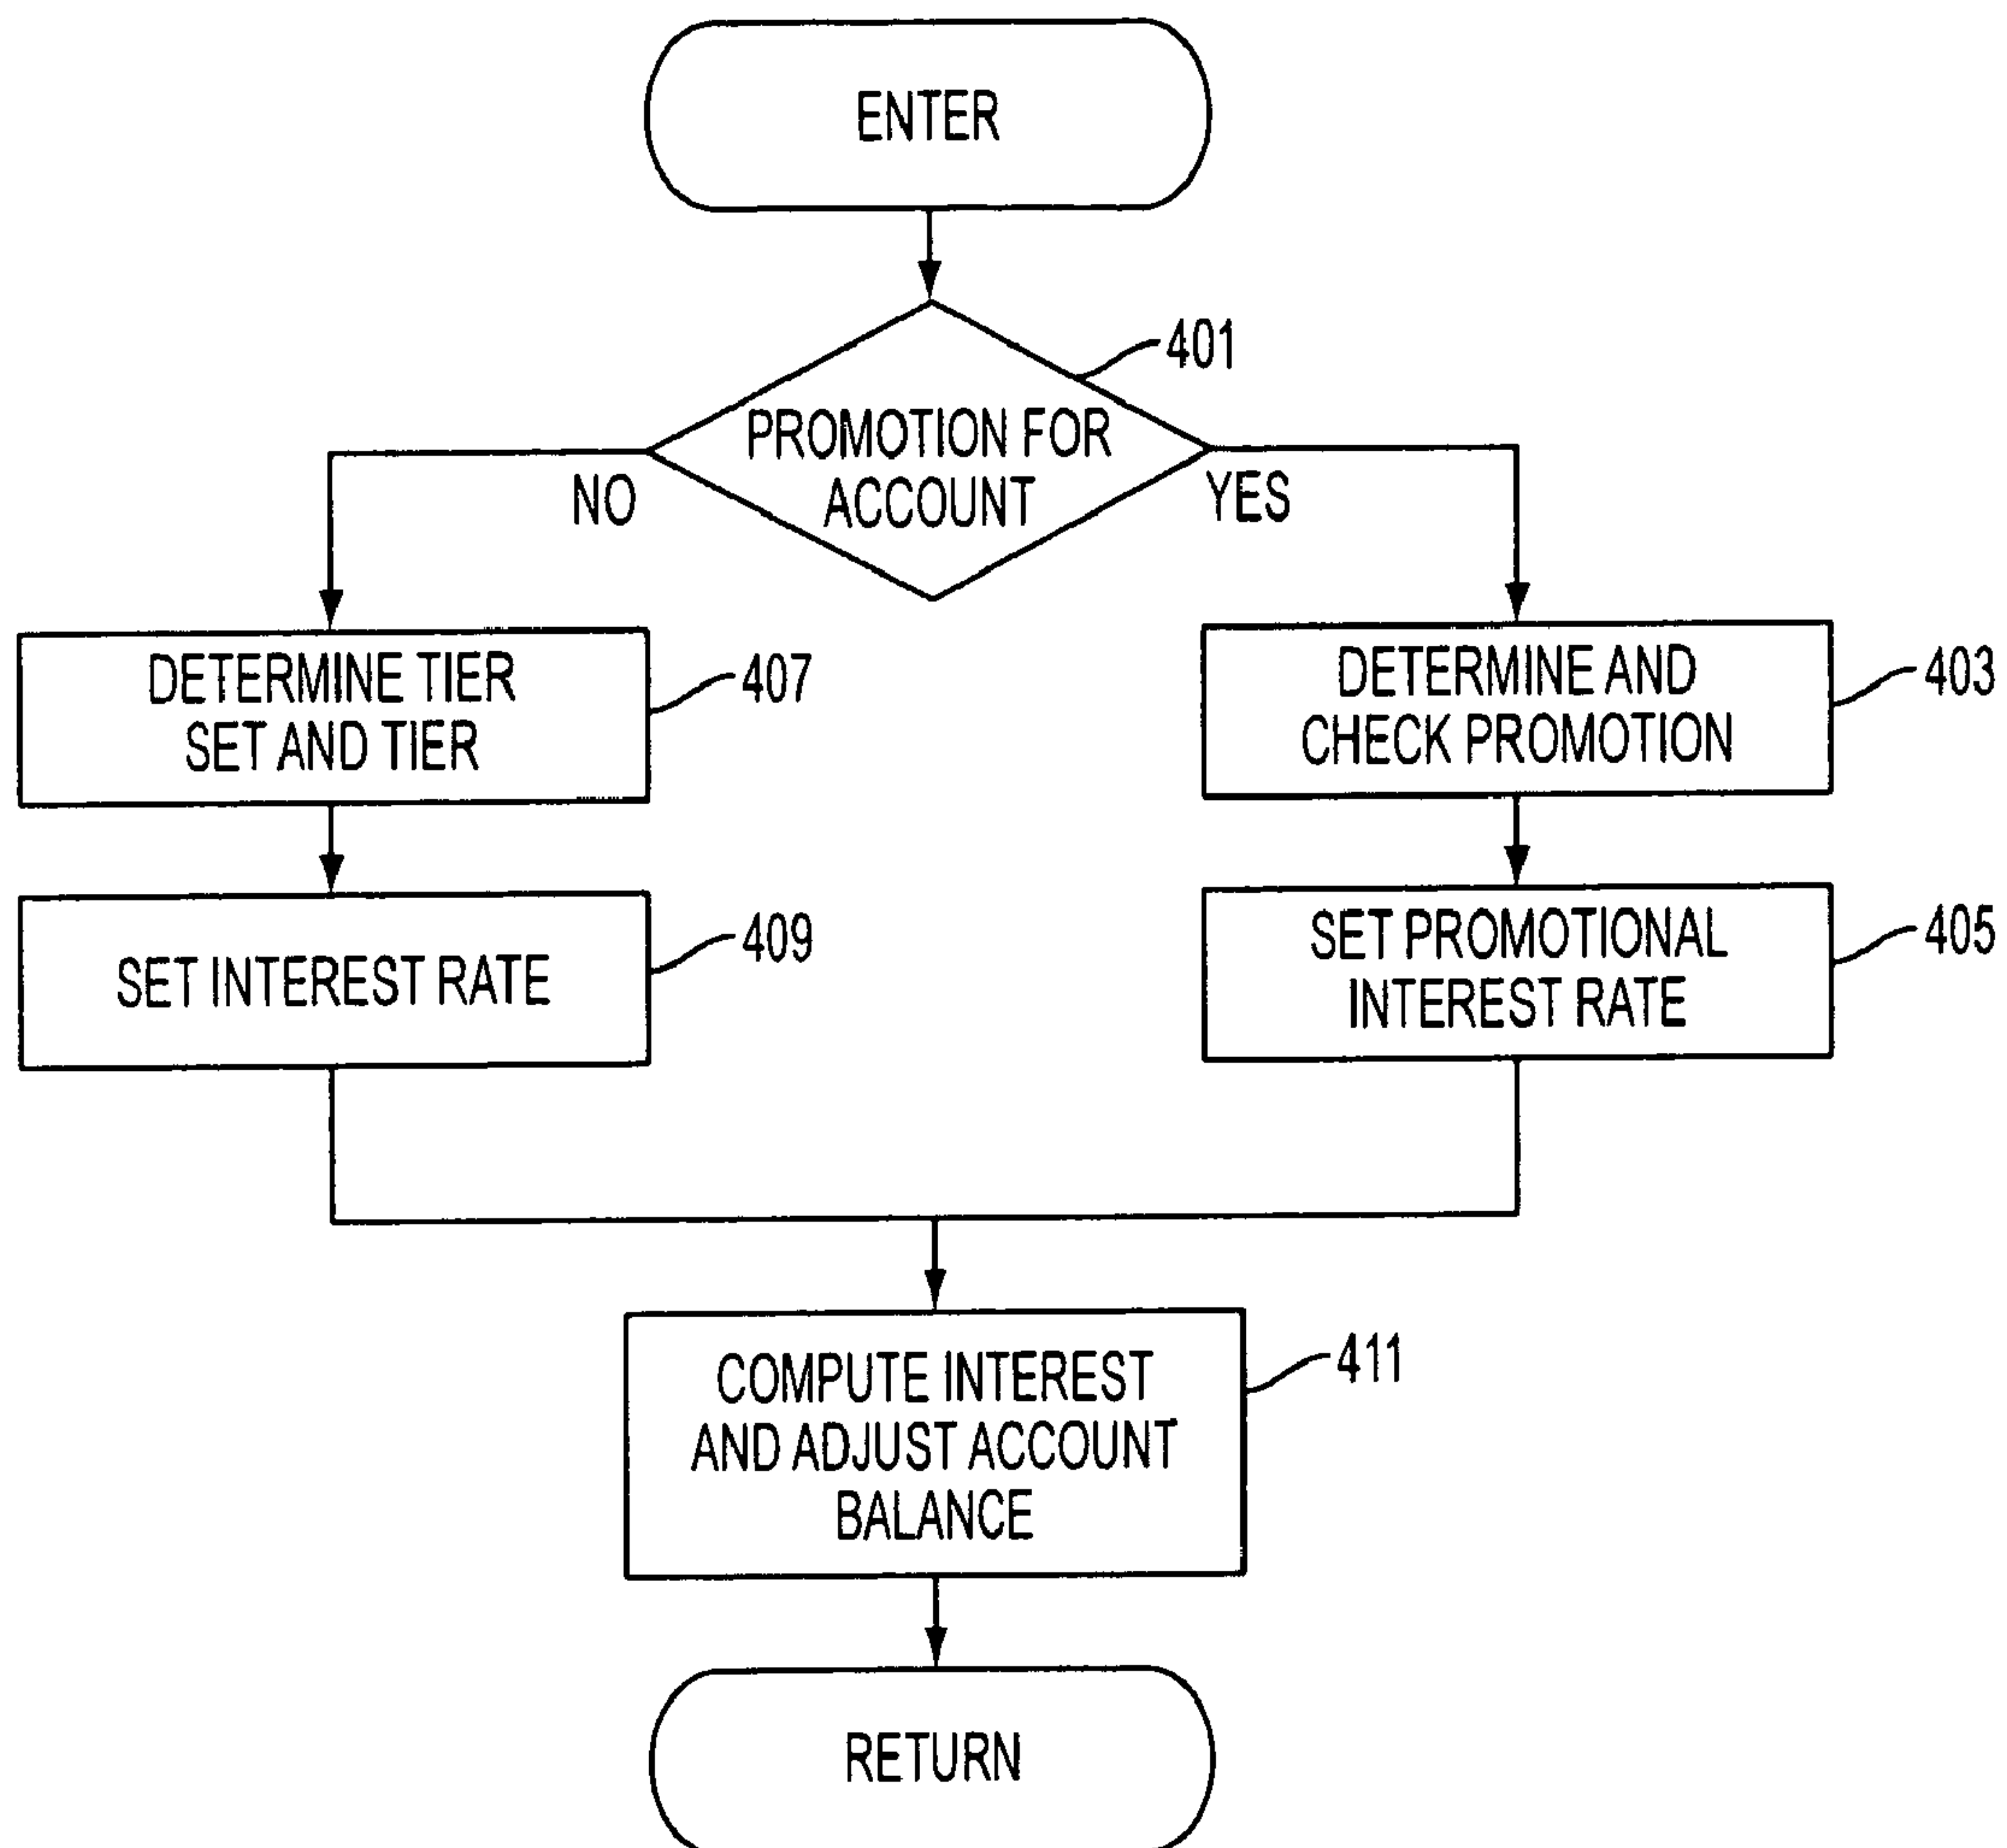 ENTER
401
PROMOTION FOR
ACCOUNT
NO
YES
DETERMINE TIER
SET AND TIER
407
DETERMINE AND
CHECK PROMOTION
403
SET INTEREST RATE
409
SET PROMOTIONAL
INTEREST RATE
405
COMPUTE INTEREST
AND ADJUST ACCOUNT
BALANCE
411
RETURN